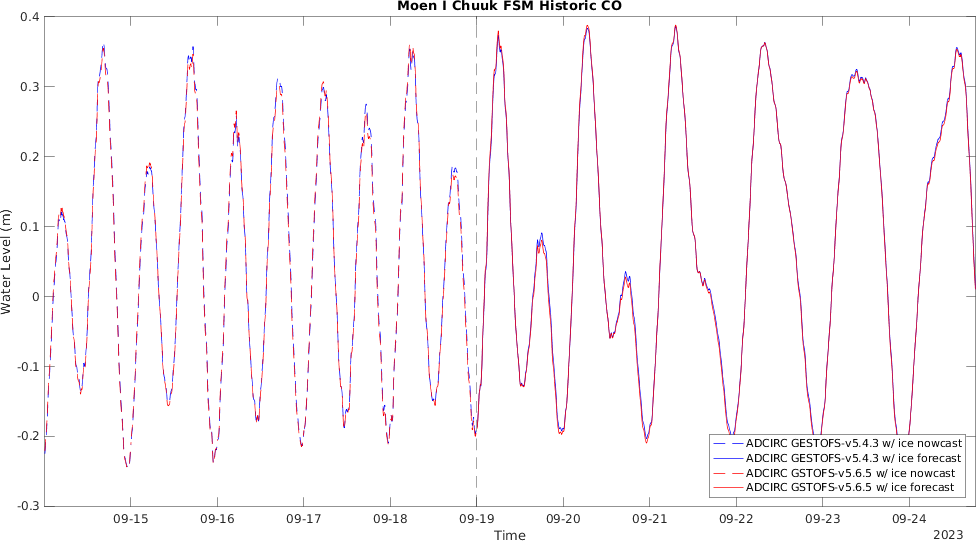 Moen I Chuuk FSM Historic CO
0.4
0.3
0.2
0.1
0
-0.1
-0.2
-0.3
Water Level (m)
09-15 09-16 09-17 09-18 09-19 09-20 09-21 09-22 09-23 09-24
Time
2023
ADCIRC GESTOFS-v5.4.3 w/ ice nowcast
ADCIRC GESTOFS-v5.4.3 w/ ice forecast
ADCIRC GSTOFS-v5.6.5 w/ ice nowcast
ADCIRC GSTOFS-v5.6.5 w/ ice forecast